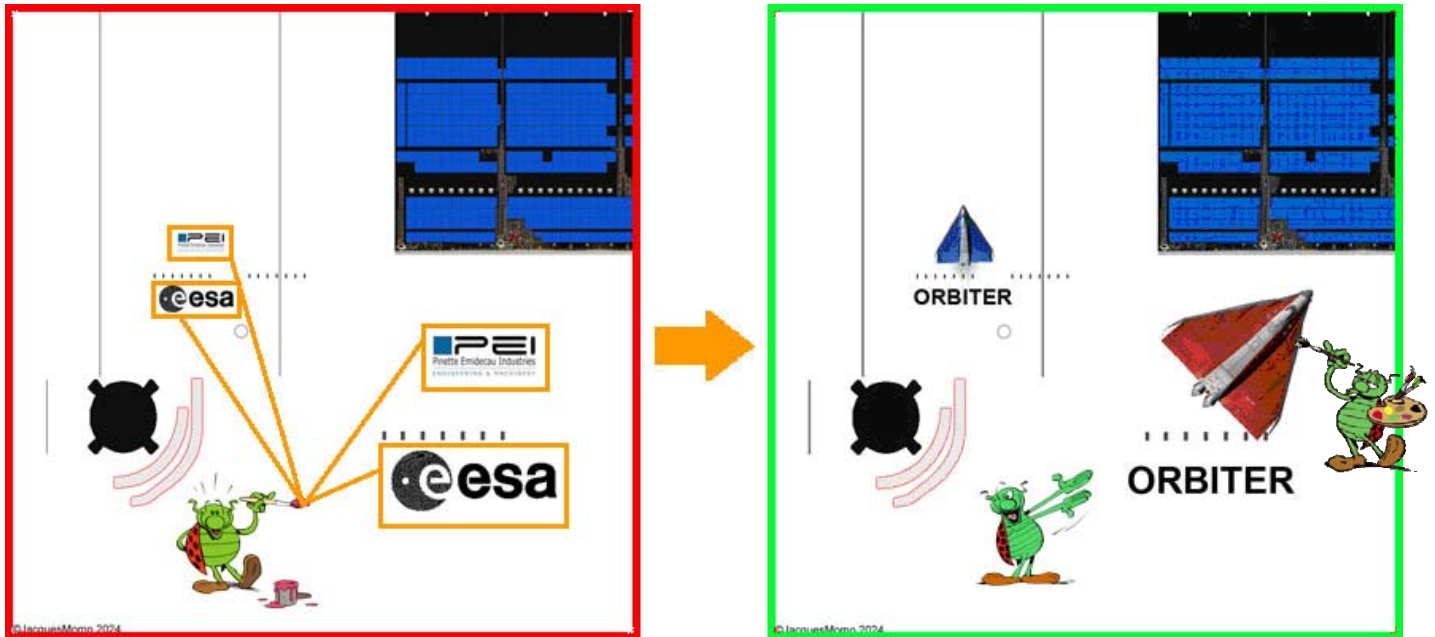 PEI
esa
PEI
Pinette Emidecau Industries
ENGINEERING & MACHINERY
esa
©JacquesMomo 2024
ORBITER
ORBITER
©JacquesMomo 2024